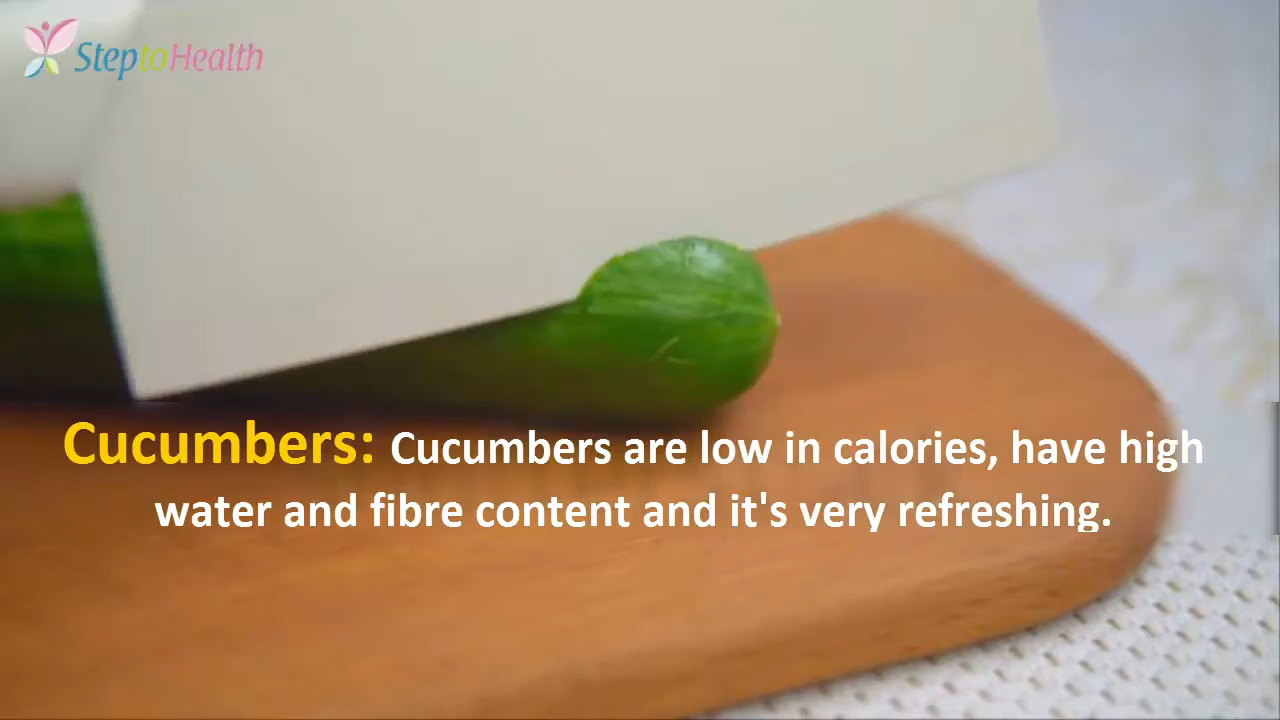 SteptoHealth
Cucumbers: Cucumbers are low in calories, have high
water and fibre content and it's very refreshing.